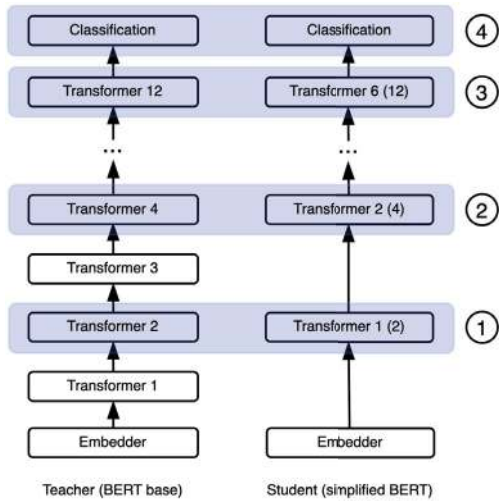 Classification Classification 4
Transformer 12 Transformer 6 (12) 3
... ...
Transformer 4 Transformer 2 (4) 2
Transformer 3
Transformer 2 Transformer 1 (2) 1
Transformer 1
Embedder Embedder
Teacher (BERT base) Student (simplified BERT)